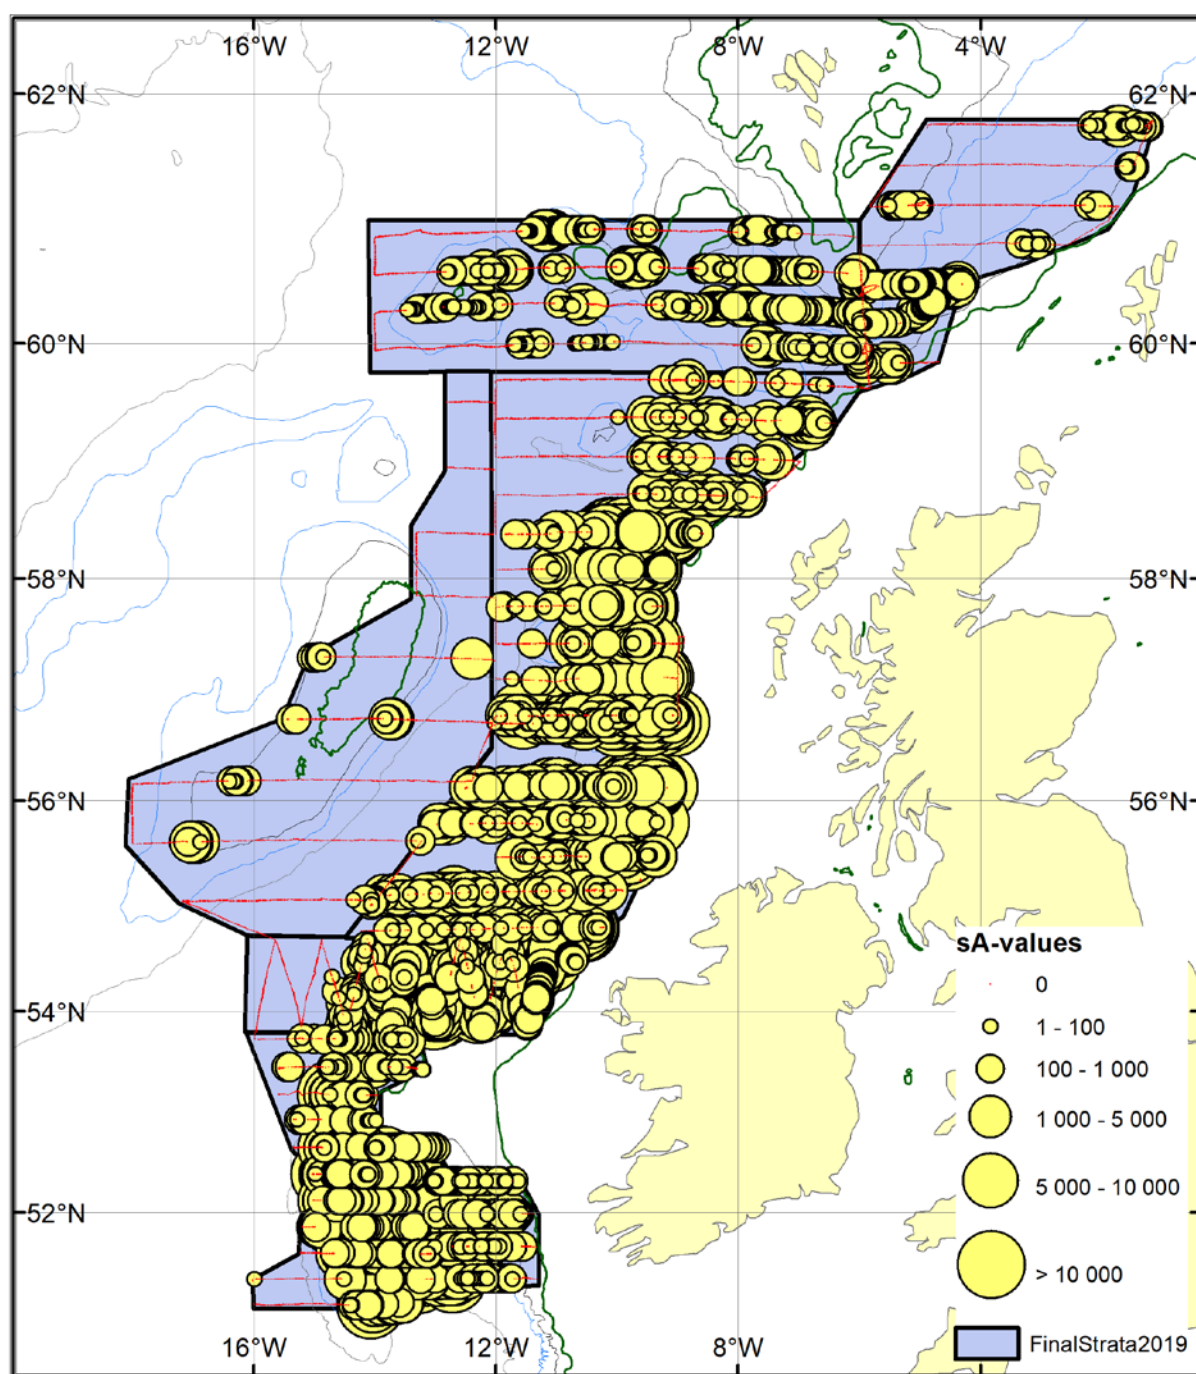 16°W 12°W 8°W 4°W
62°N 62°N
60°N 60°N
58°N 58°N
56°N 56°N
54°N
52°N
16°W 12°W 8°W
sA-values
0
1 - 100
100 - 1 000
1 000 - 5 000
5 000 - 10 000
> 10 000
FinalStrata2019